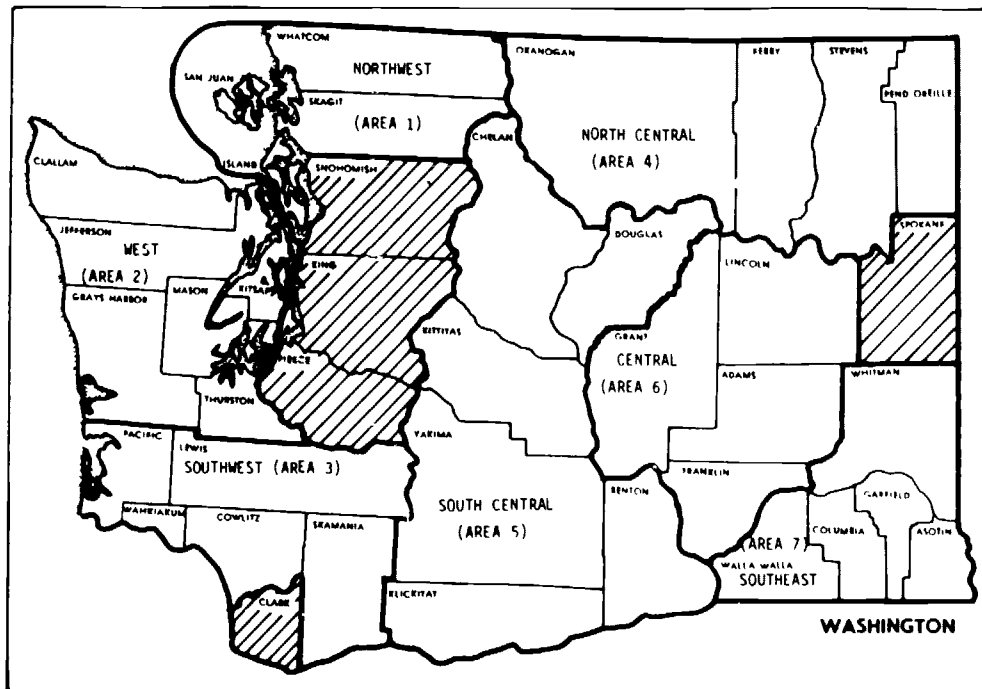 WHATCOM
OKANOGAN
FERRY
STEVENS
SAN JUAN
NORTHWEST
PEND OREILLE
SKAGIT
(AREA 1)
CHELAN
NORTH CENTRAL
(AREA 4)
CLALLAM
ISLAND
SNOHOMISH
JEFFERSON
WEST
(AREA 2)
DOUGLAS
SPOKANE
LINCOLN
KING
MASON
KITSAP
GRAYS HARBOR
KITTITAS
GRANT
CENTRAL
(AREA 6)
PIERCE
ADAMS
WHITMAN
THURSTON
YAKIMA
PACIFIC
LEWIS
SOUTHWEST (AREA 3)
FRANKLIN
BENTON
GARFIELD
SOUTH CENTRAL
(AREA 5)
WAHKIAKUM
COWLITZ
SKAMANIA
COLUMBIA
ASOTIN
(AREA 7)
WALLA WALLA
SOUTHEAST
CLARK
KLICKITAT
WASHINGTON